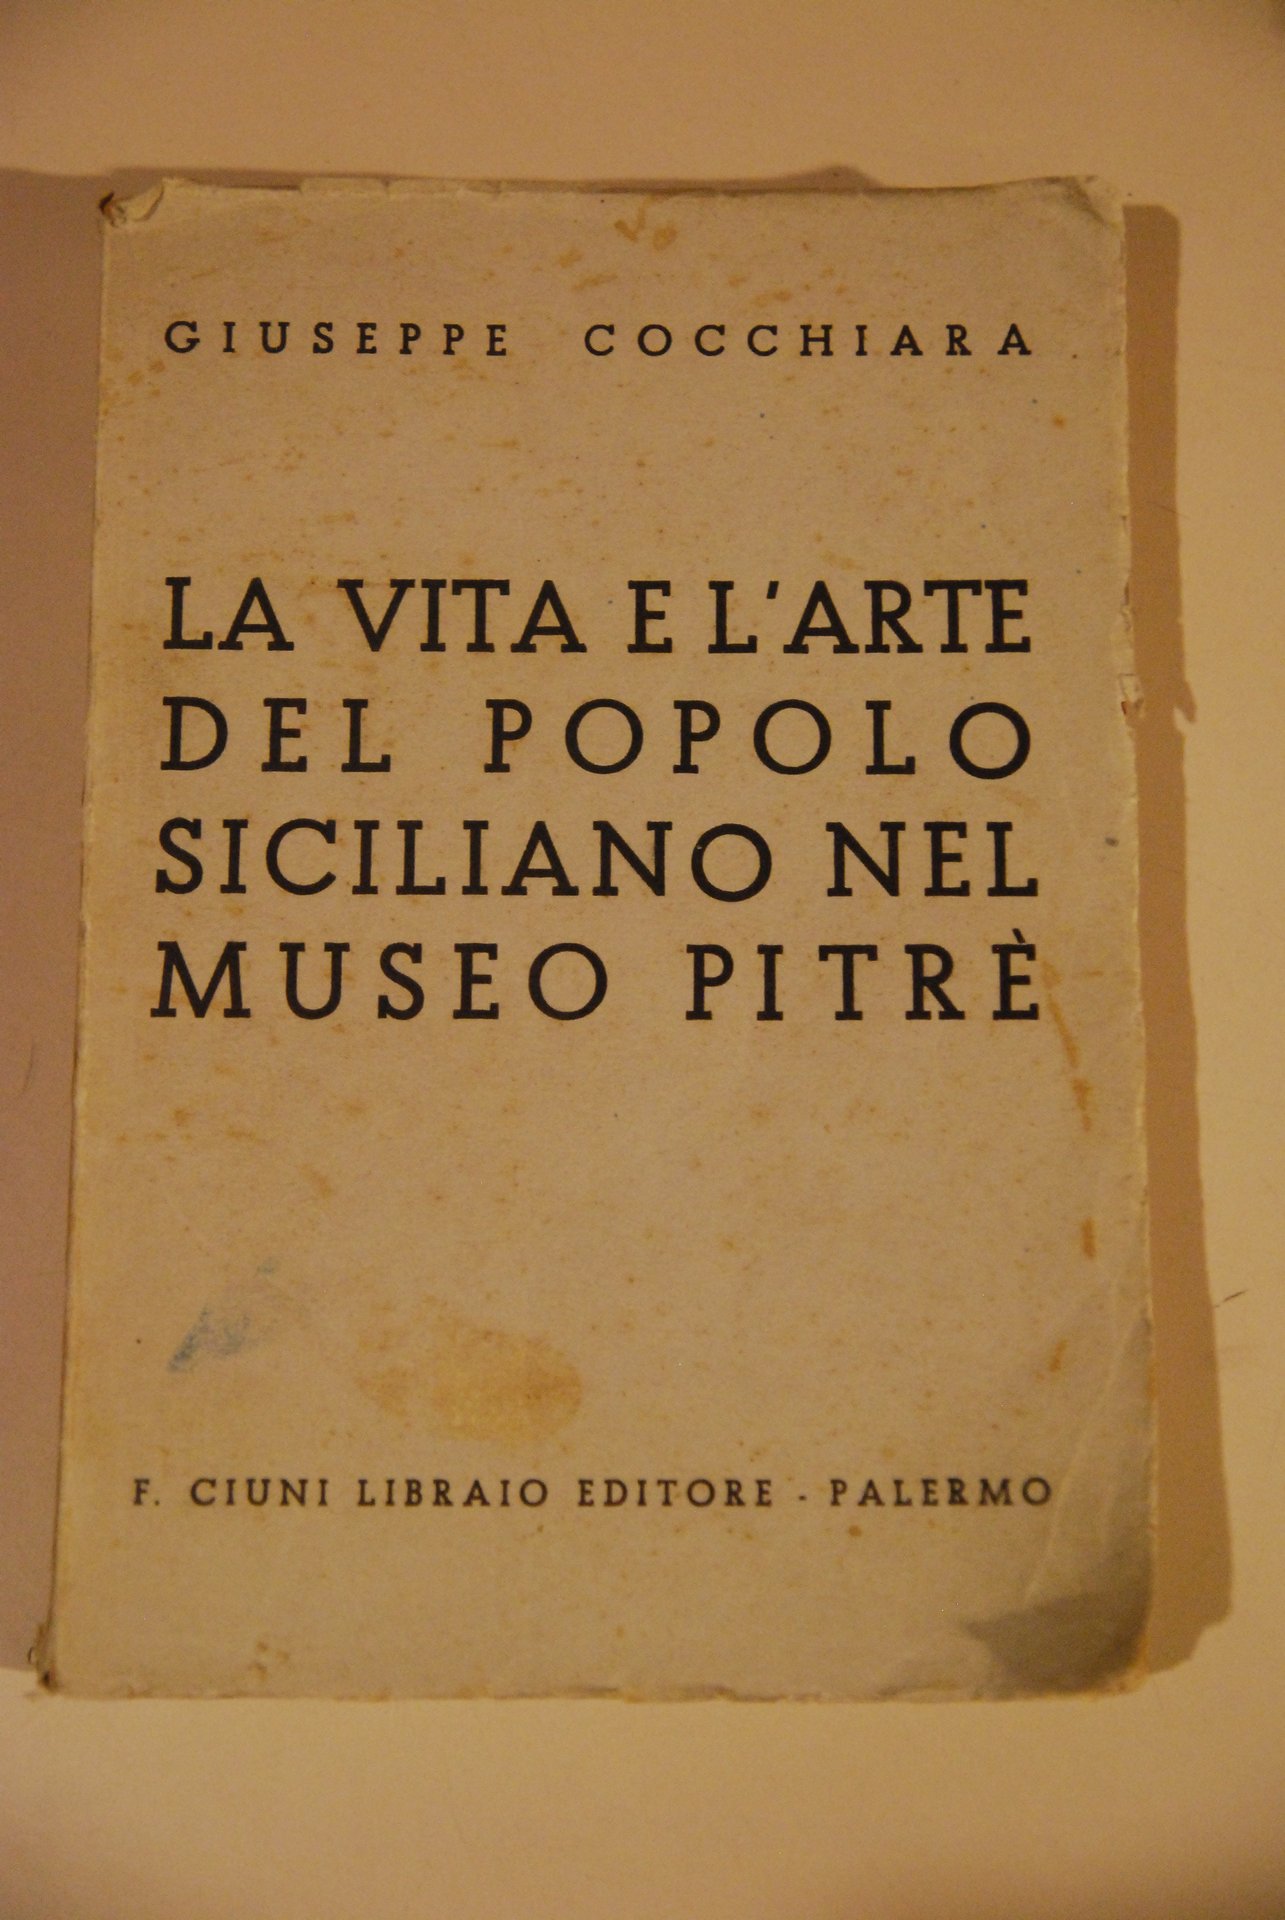 GIUSEPPE COCCHIARA
LA VITA E L'ARTE
DEL POPOLO
SICILIANO NEL
MUSEO PITRÈ
F. CIUNI LIBRAIO EDITORE - PALERMO